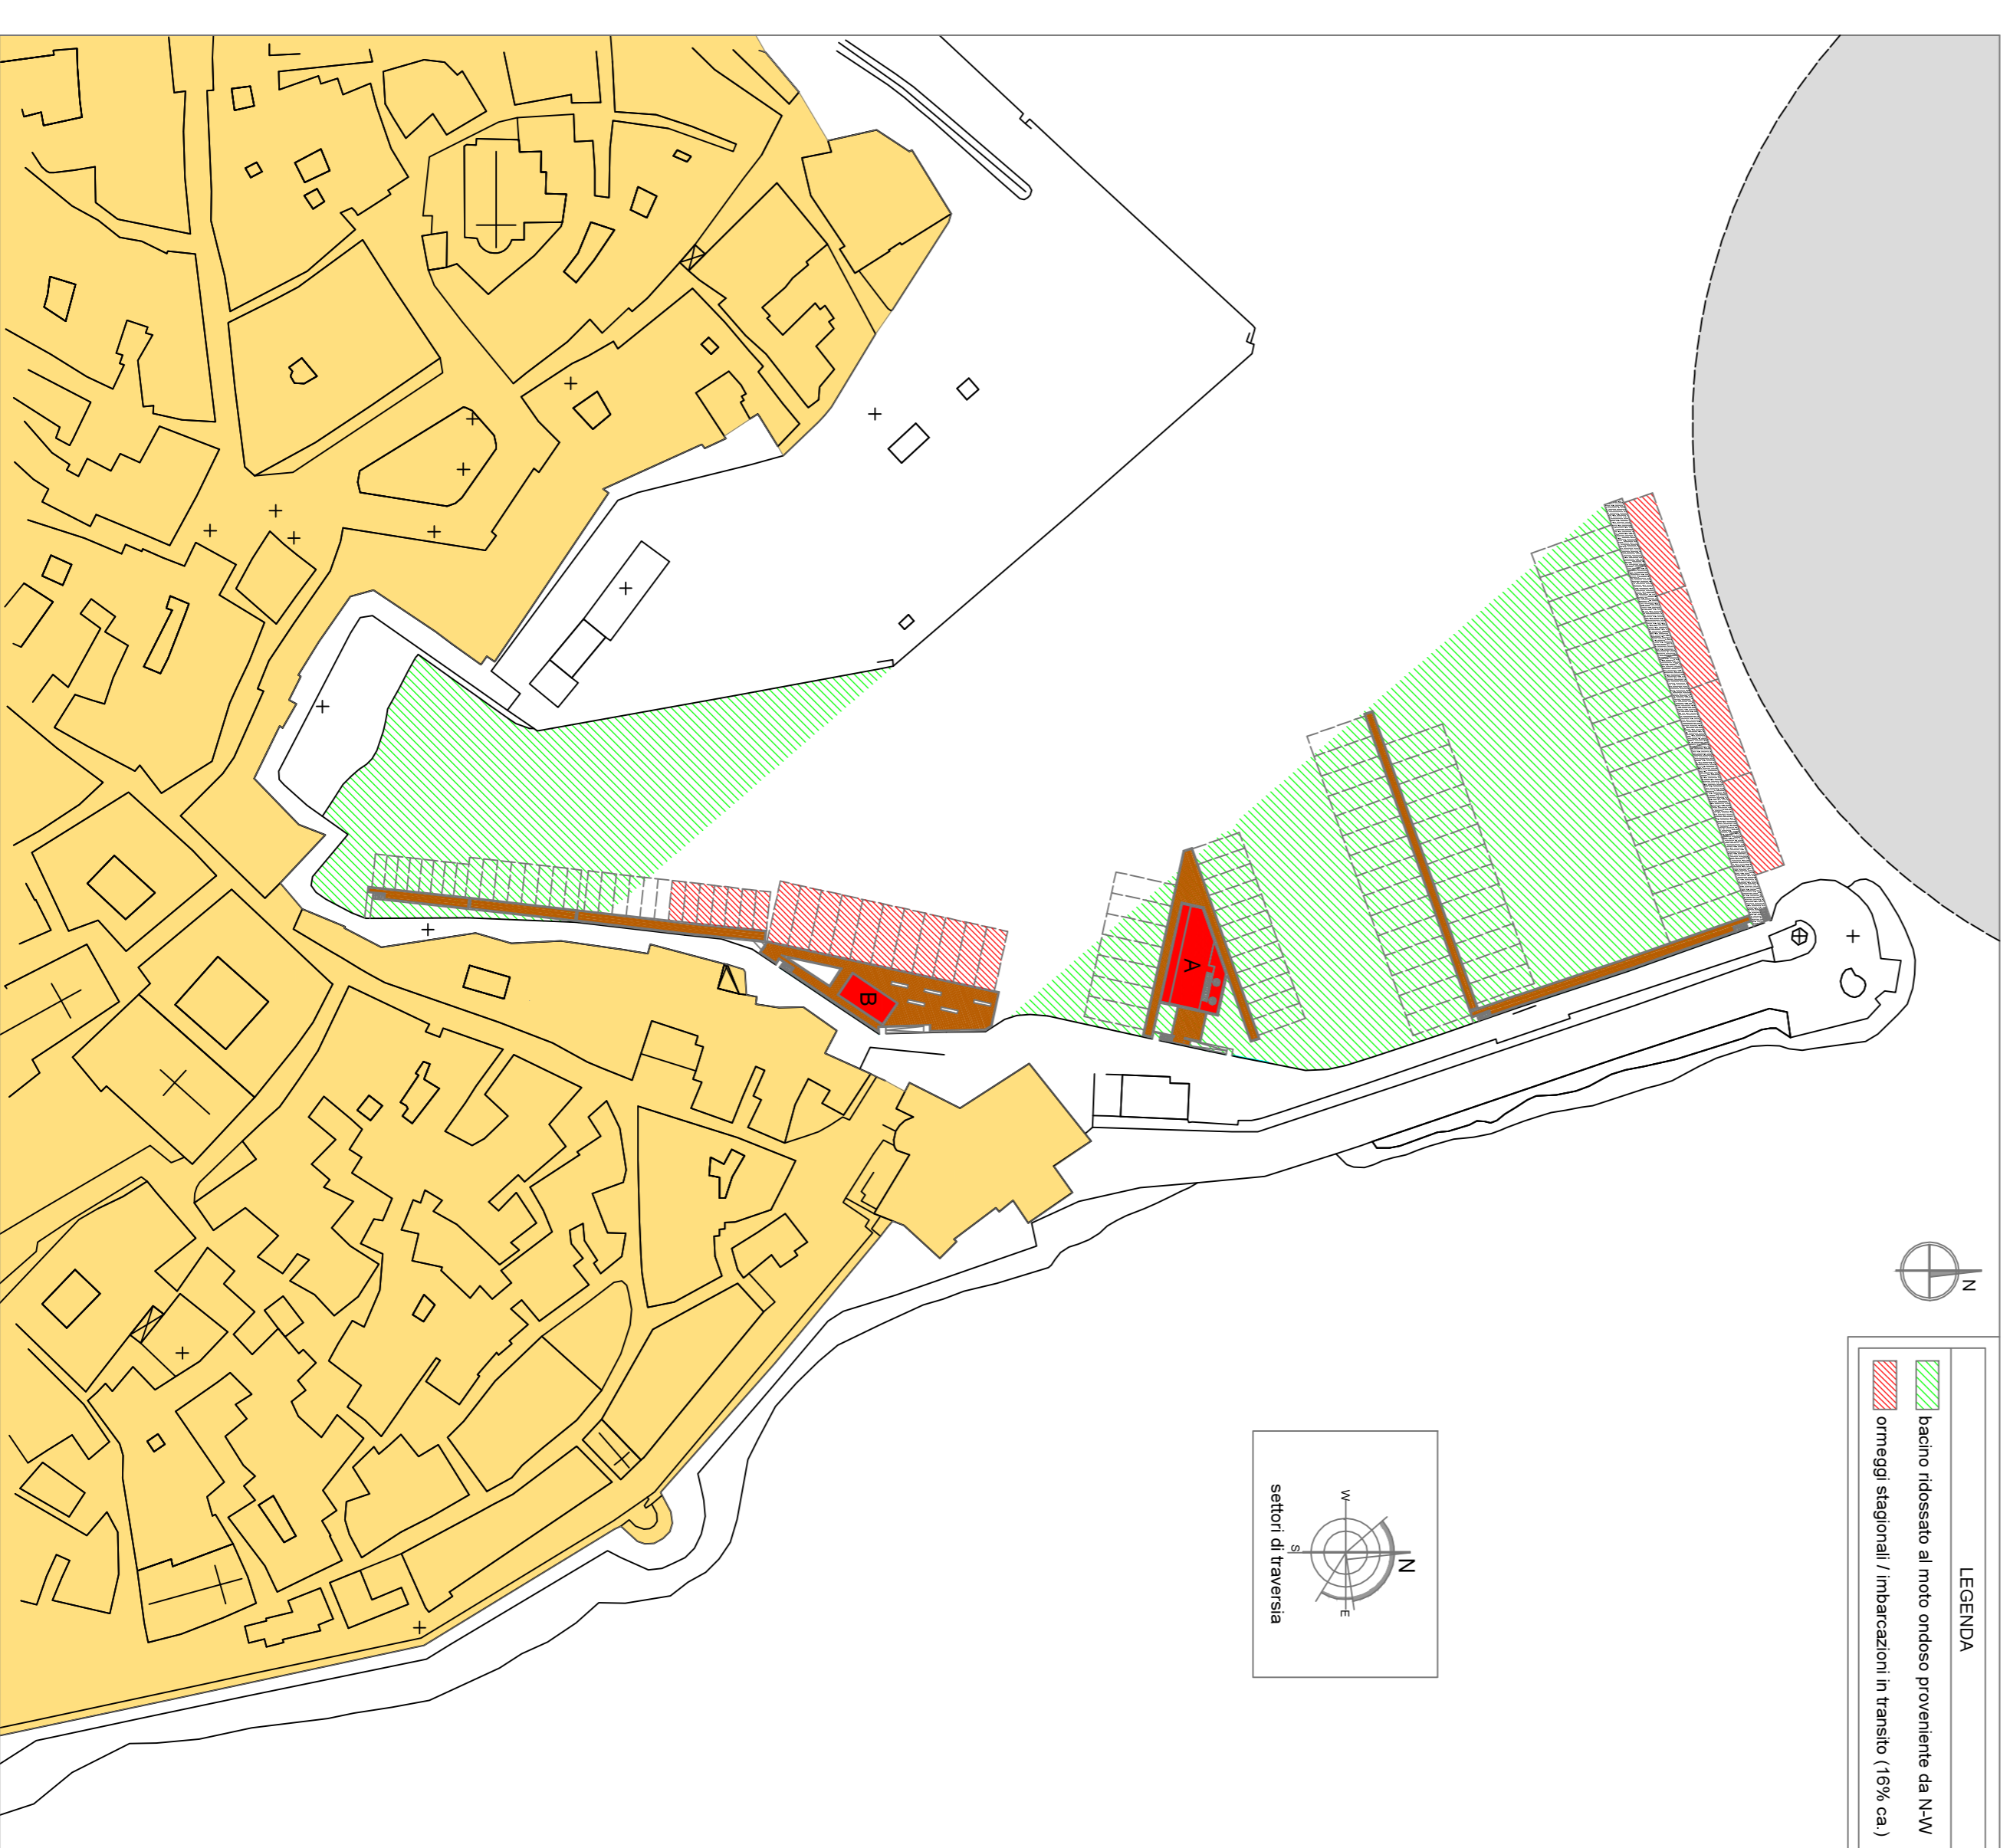 LEGENDA
bacino ridossato al moto ondoso proveniente da N-W
ormeggi stagionali / imbarcazioni in transito (16% ca.)
N
A
B
N
W
S
E
settori di traversia